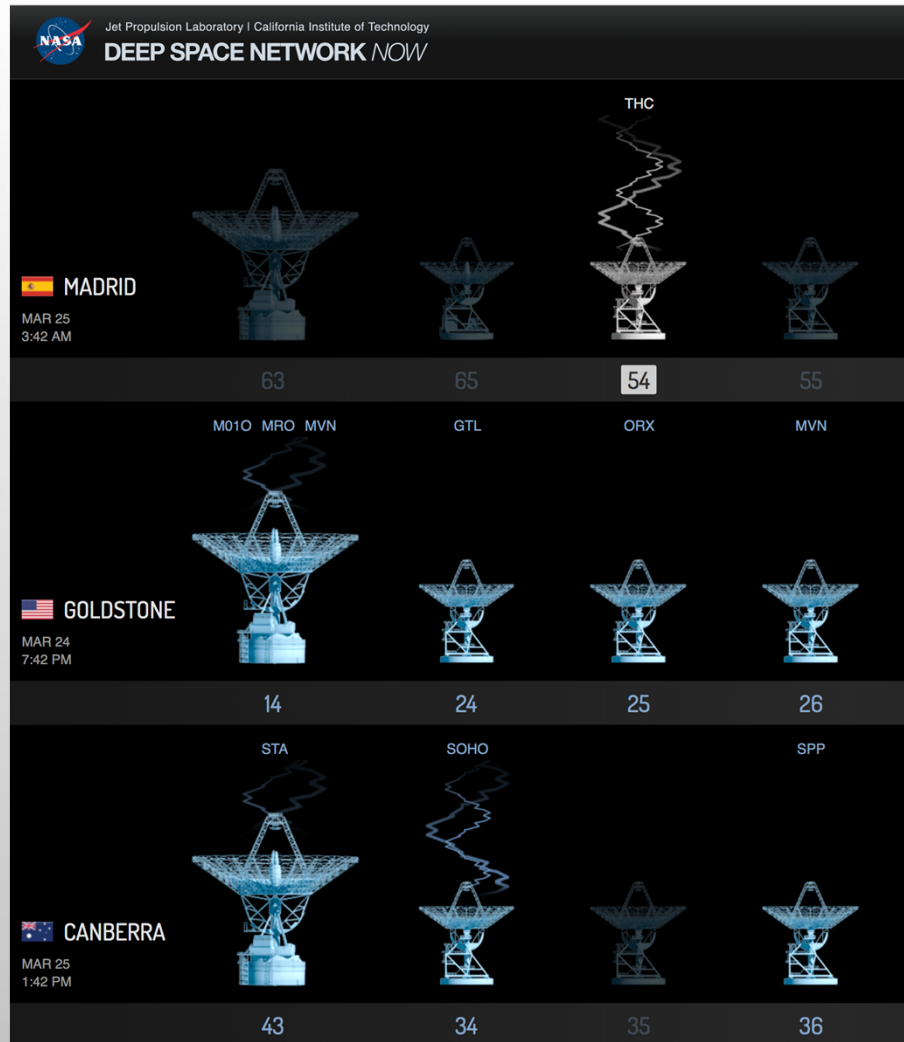 NASA
Jet Propulsion Laboratory | California Institute of Technology
DEEP SPACE NETWORK NOW
THC
MADRID
MAR 25
3:42 AM
63 65 54 55
M01O MRO MVN GTL ORX MVN
GOLDSTONE
MAR 24
7:42 PM
14 24 25 26
STA SOHO SPP
CANBERRA
MAR 25
1:42 PM
43 34 35 36